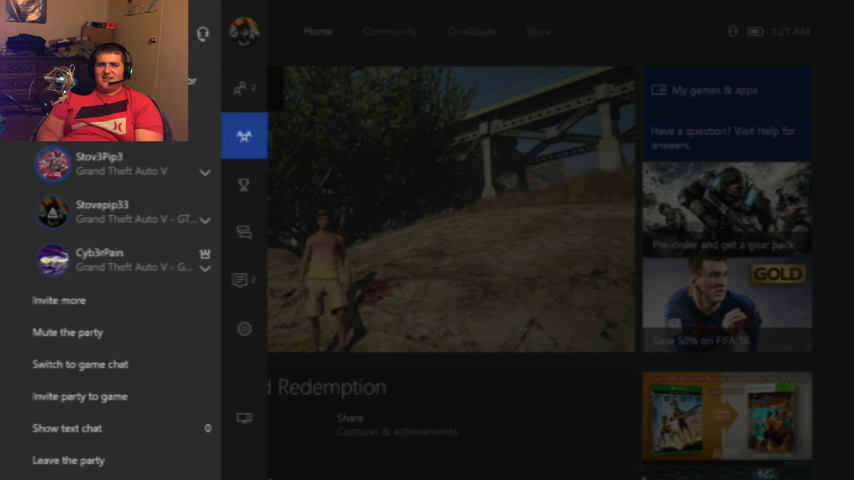 Home
Community
OneGuide
Store
1:21 AM
or
2
Stov3Pip3
Grand Theft Auto V
Stovepip33
Grand Theft Auto V - GT...
Cyb3rPain
Grand Theft Auto V - G...
Invite more
Mute the party
Switch to game chat
Invite party to game
Show text chat 0
Leave the party
2
My games & apps
Have a question? Visit Help for
answers.
Pre-order and get a gear pack
GOLD
Save 50% on FIFA 16
d Redemption
Share
Captures & achievements